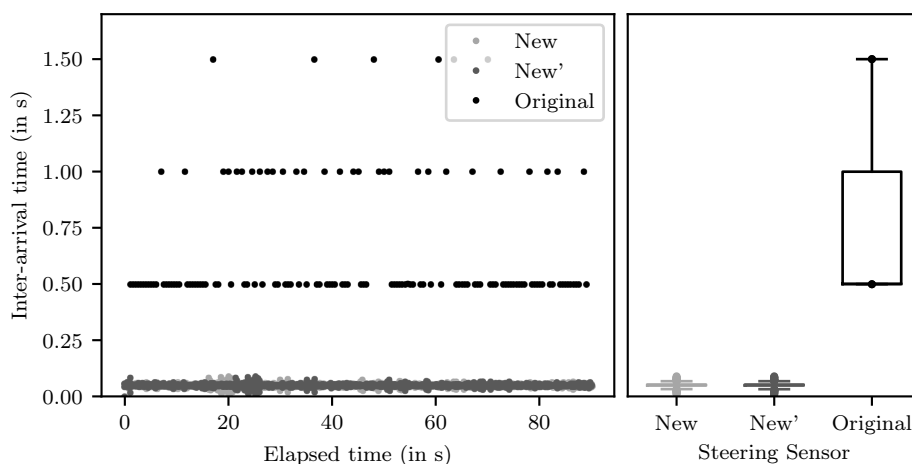 Inter-arrival time (in s)
1.50
1.25
1.00
0.75
0.50
0.25
0.00
0
20
40
60
80
Elapsed time (in s)
New
New'
Original
New
New'
Original
Steering Sensor